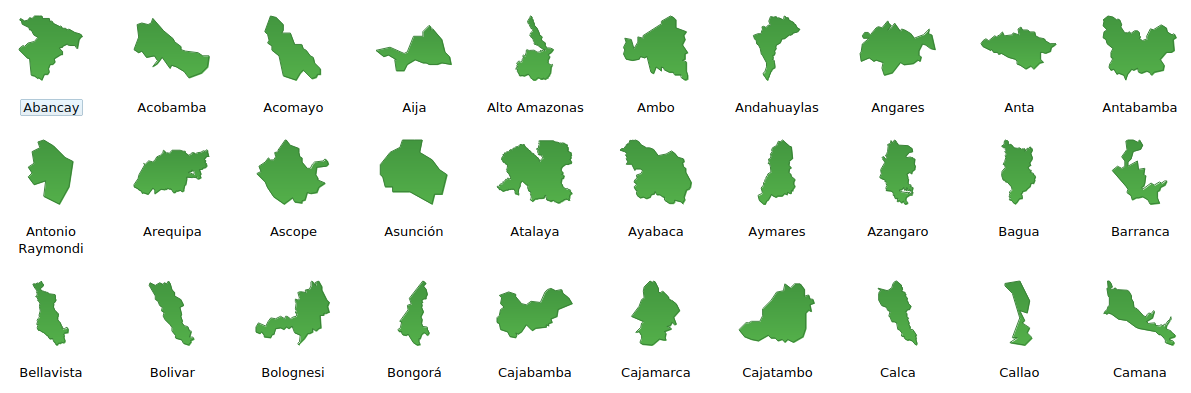 Abancay
Acobamba
Acomayo
Aija
Alto Amazonas
Ambo
Andahuaylas
Angares
Anta
Antabamba
Antonio
Raymondi
Arequipa
Ascope
Asunción
Atalaya
Ayabaca
Aymares
Azangaro
Bagua
Barranca
Bellavista
Bolivar
Bolognesi
Bongorá
Cajabamba
Cajamarca
Cajatambo
Calca
Callao
Camana